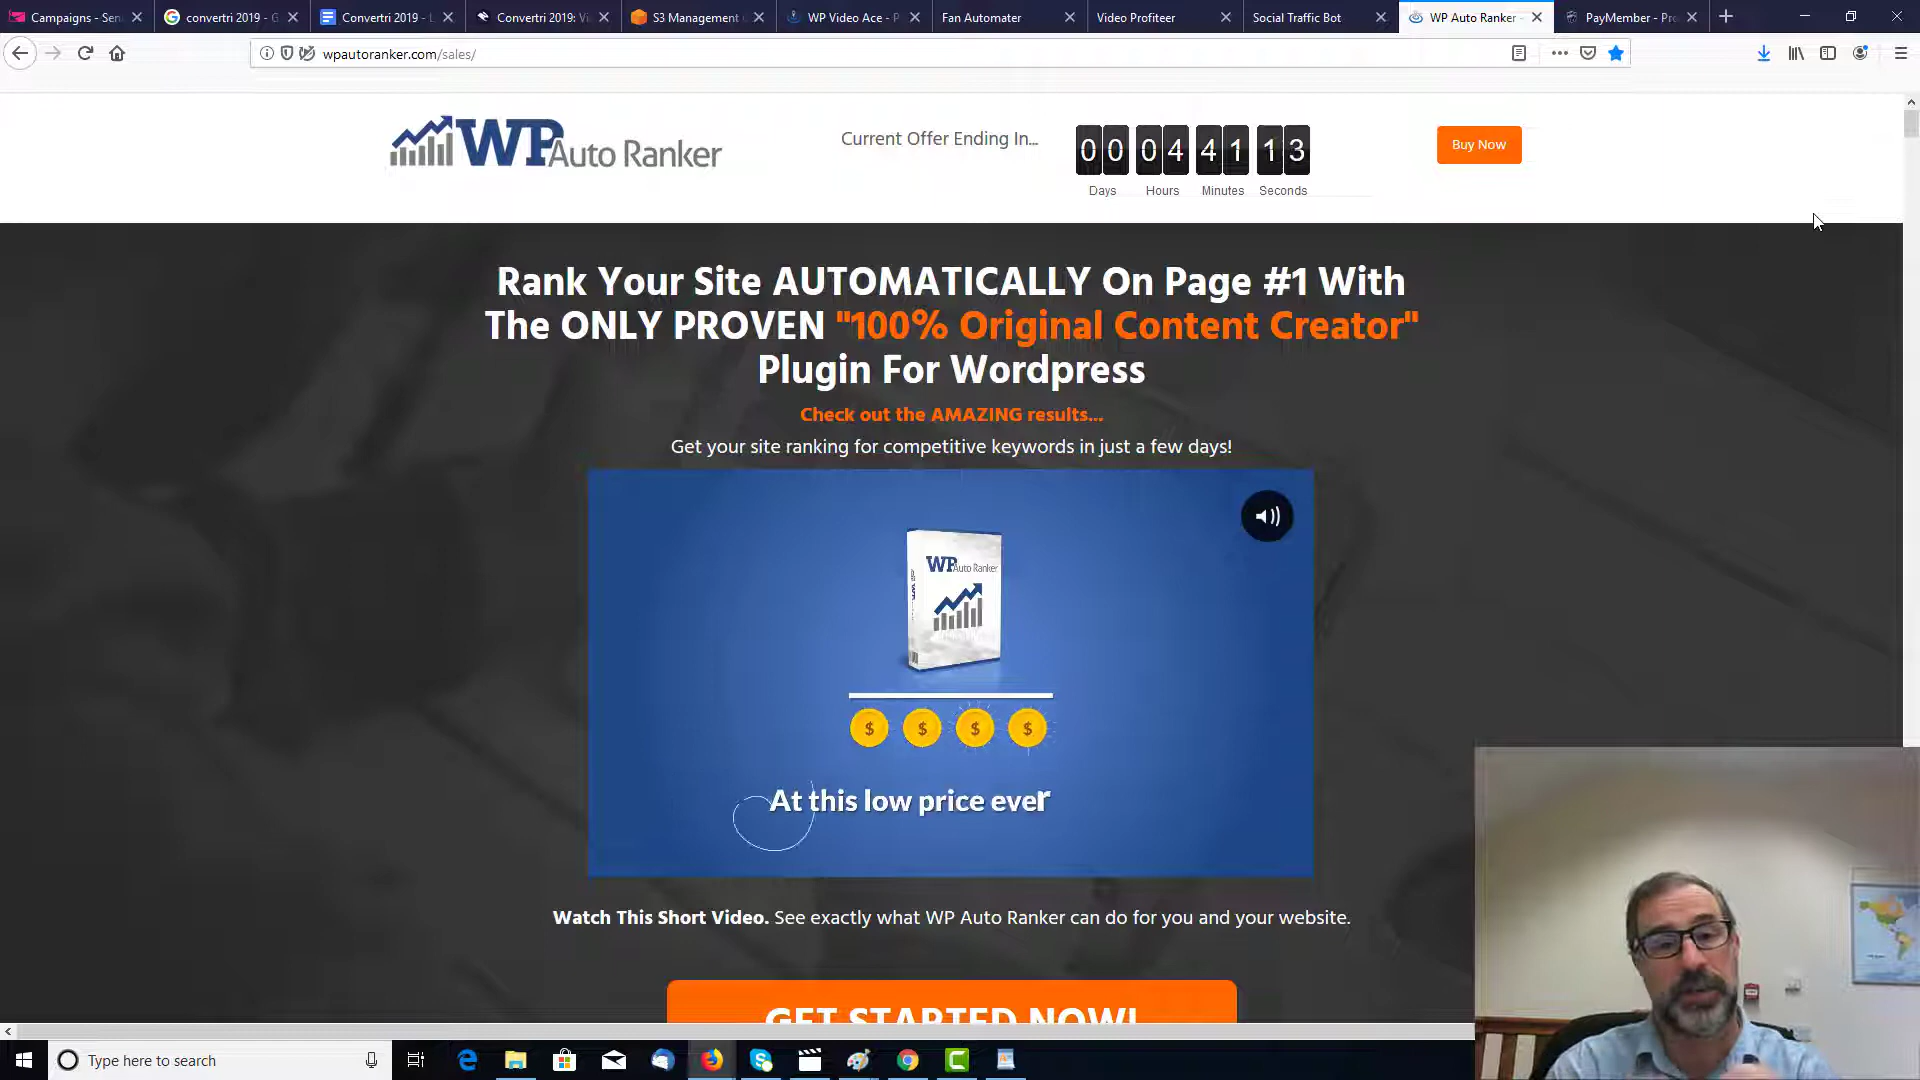 Campaigns - Sen
convertri 2019 - G
Convertri 2019 - L
Convertri 2019: Vi
S3 Management
WP Video Ace - P
Fan Automater
Video Profiteer
Social Traffic Bot
WP Auto Ranker -
PayMember - Pro
wpautoranker.com/sales/
WP Auto Ranker
Current Offer Ending In...
00 04 41 13
Days Hours Minutes Seconds
Buy Now
Rank Your Site AUTOMATICALLY On Page #1 With
The ONLY PROVEN "100% Original Content Creator"
Plugin For Wordpress
Check out the AMAZING results...
Get your site ranking for competitive keywords in just a few days!
WP Auto Ranker
$ $ $ $
At this low price ever
Watch This Short Video. See exactly what WP Auto Ranker can do for you and your website.
GET STARTED NOW!
Type here to search